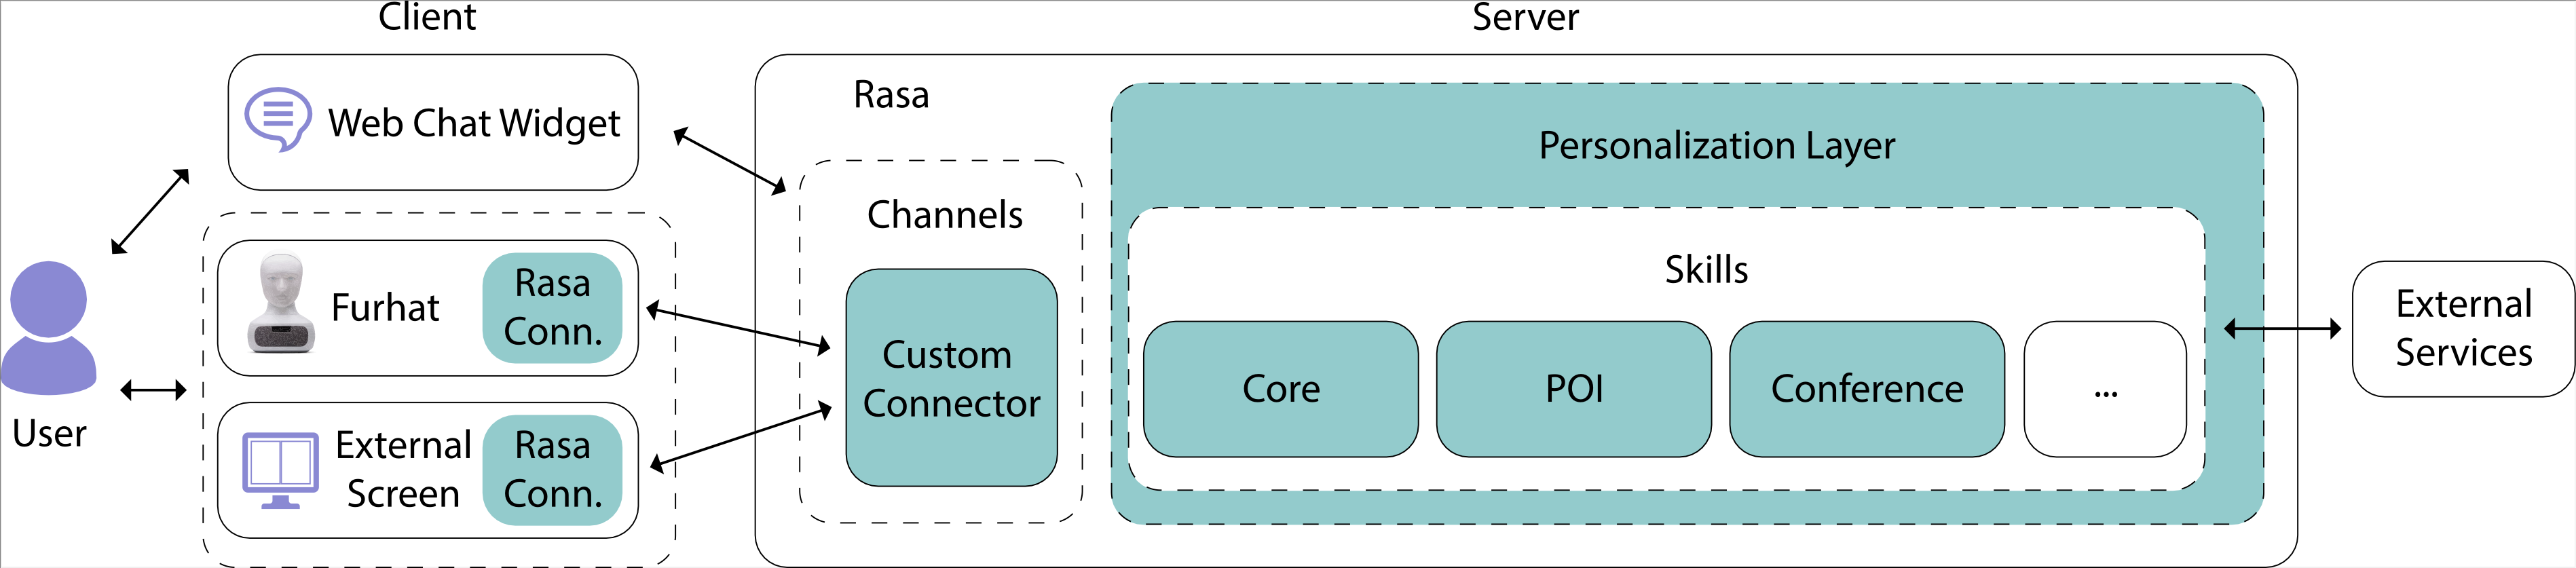 Client
Server
Web Chat Widget
Rasa
Personalization Layer
Channels
Skills
Furhat
Rasa
Conn.
External
Screen
Rasa
Conn.
Custom
Connector
Core
POI
Conference
...
External
Services
User